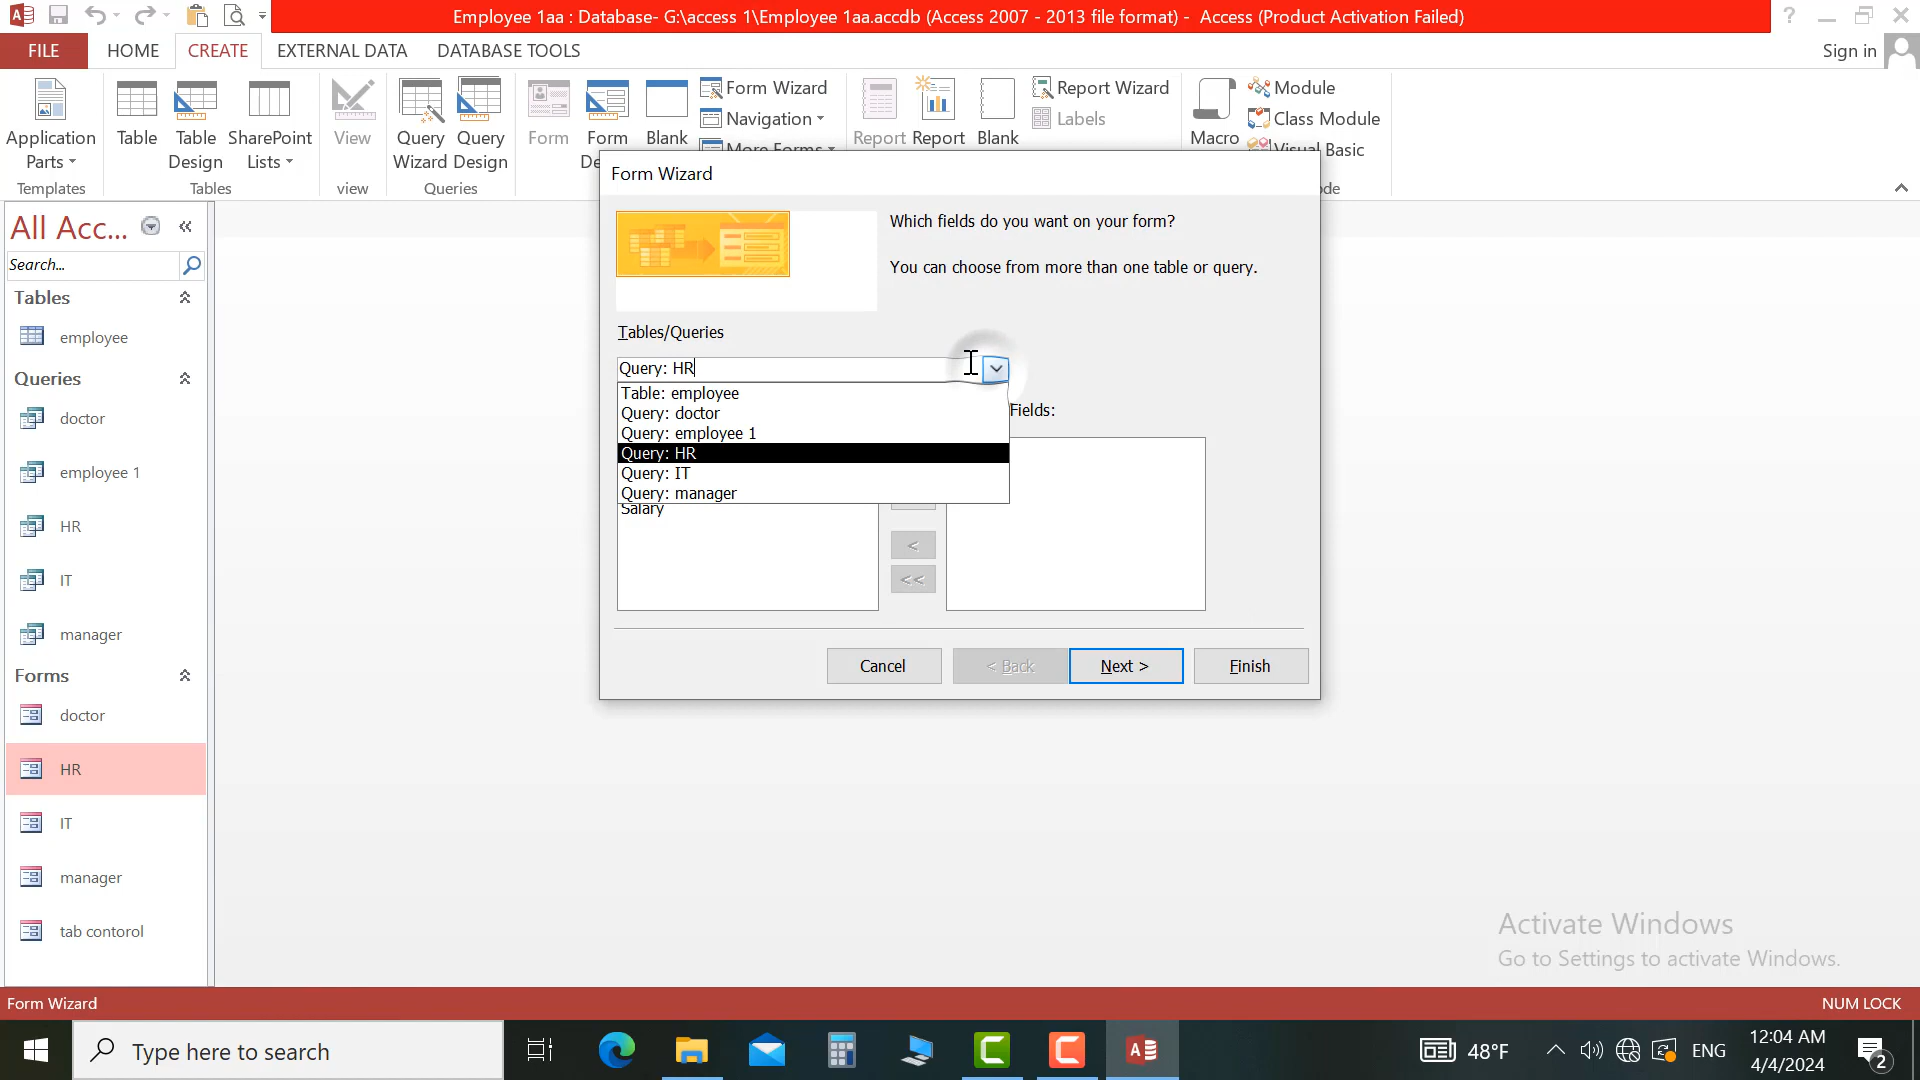 Employee 1aa : Database- G:\access 1\Employee 1aa.accdb (Access 2007 - 2013 file format) - Access (Product Activation Failed)
FILE HOME CREATE EXTERNAL DATA DATABASE TOOLS Sign in
Application Parts
Table
Table Design
SharePoint Lists
View
Query Wizard
Query Design
Form
Form
Blank
Form Wizard
Navigation
More Forms
Report
Report
Blank
Report Wizard
Labels
Macro
Module
Class Module
Visual Basic
Templates Tables view Queries
All Acc...
Search...
Tables
employee
Queries
doctor
employee 1
HR
IT
manager
Forms
doctor
HR
IT
manager
tab contorol
Form Wizard
Which fields do you want on your form?
You can choose from more than one table or query.
Tables/Queries
Query: HR
Table: employee
Query: doctor
Query: employee 1
Query: HR
Query: IT
Query: manager
Fields:
Salary
<
<<
Cancel < Back Next > Finish
Activate Windows
Go to Settings to activate Windows.
Form Wizard NUM LOCK
Type here to search
48°F
ENG
12:04 AM
4/4/2024
2